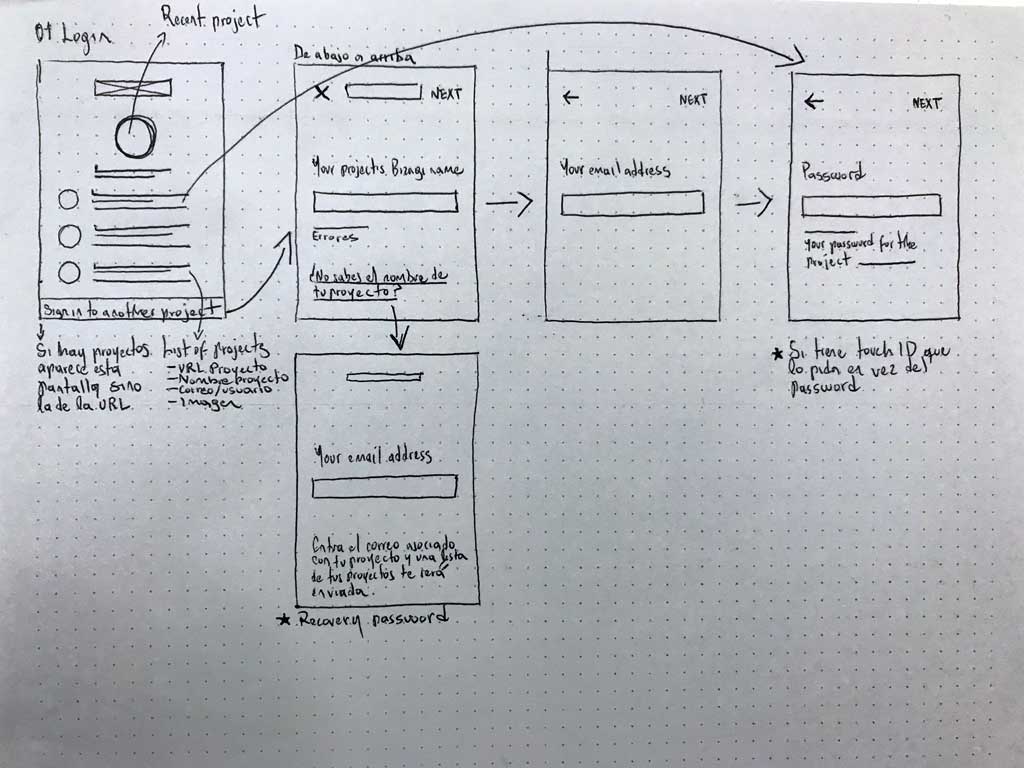 01 Login
Recent project
Sign in to another project
Si hay proyectos
aparece esta
pantalla sino
la de la URL
List of projects
- URL Proyecto
- Nombre proyecto
- Correo/usuario
- Imagen
De abajo a arriba
X
NEXT
Your projects Bizagi name
Errores
¿No sabes el nombre de
tu proyecto?
Your email address
Entra el correo asociado
con tu proyecto y una lista
de tus proyectos te será
enviada.
★ Recovery password
← NEXT
Your email address
← NEXT
Password
Your password for the
project
★ Si tiene touch ID que
lo pida en vez del
Password